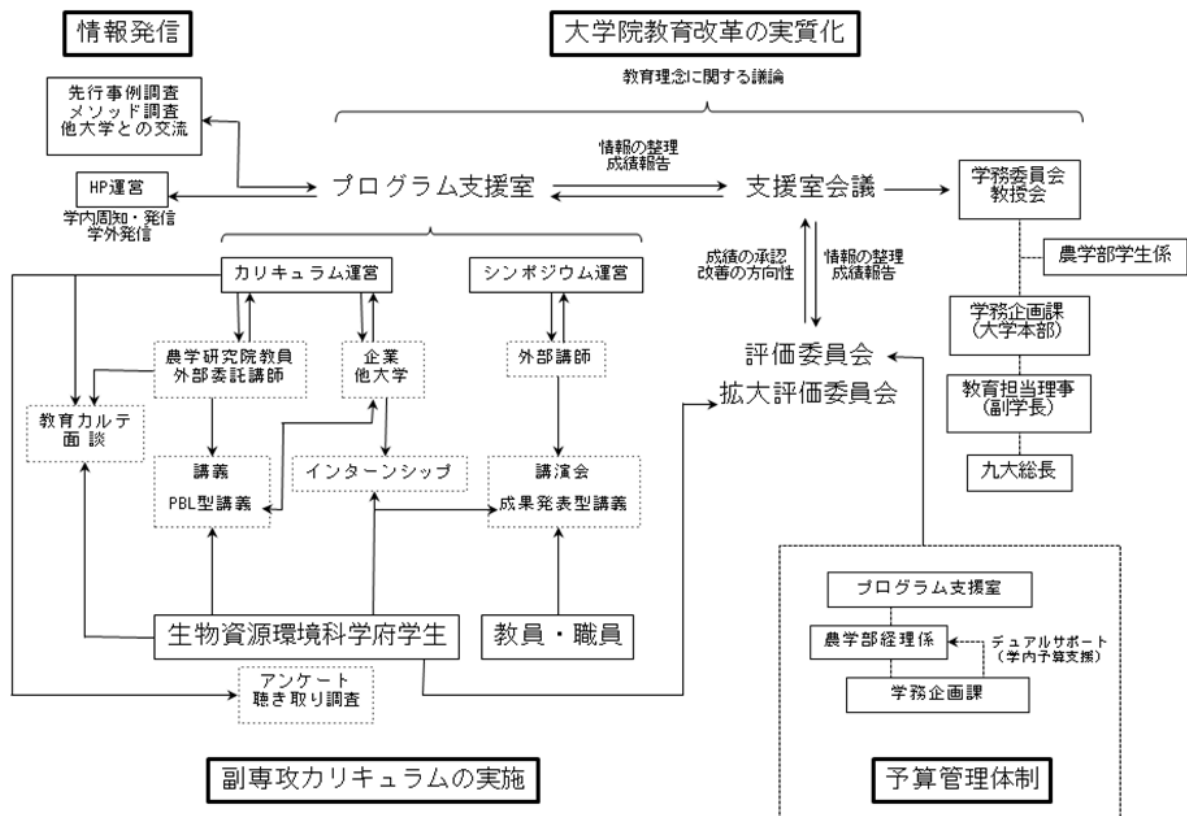 情報発信
大学院教育改革の実質化
教育理念に関する議論
先行事例調査
メソッド調査
他大学との交流
HP運営
学内周知・発信
学外発信
プログラム支援室
情報の整理
成績報告
支援室会議
学務委員会
教授会
農学部学生係
学務企画課
(大学本部)
教育担当理事
(副学長)
九大総長
カリキュラム運営
シンポジウム運営
成績の承認
改善の方向性
情報の整理
成績報告
農学研究院教員
外部委託講師
企業
他大学
外部講師
評価委員会
拡大評価委員会
教育カルテ
面 談
講義
PBL型講義
インターンシップ
講演会
成果発表型講義
生物資源環境科学府学生
教員・職員
アンケート
聴き取り調査
プログラム支援室
農学部経理係
デュアルサポート
(学内予算支援)
学務企画課
副専攻カリキュラムの実施
予算管理体制